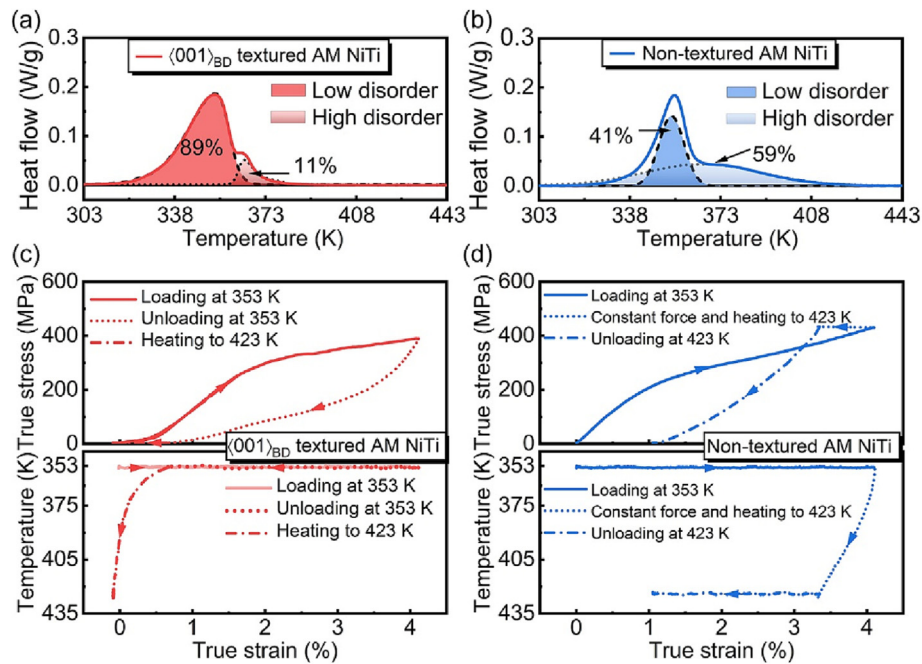 (a)
0.3
0.2
0.1
0.0
Heat flow (W/g)
⟨001⟩BD textured AM NiTi
Low disorder
High disorder
89%
11%
303 338 373 408 443
Temperature (K)
(b)
0.3
0.2
0.1
0.0
Heat flow (W/g)
Non-textured AM NiTi
Low disorder
High disorder
41%
59%
303 338 373 408 443
Temperature (K)
(c)
600
400
200
0
True stress (MPa)
Loading at 353 K
Unloading at 353 K
Heating to 423 K
⟨001⟩BD textured AM NiTi
353
375
405
435
Temperature (K)
Loading at 353 K
Unloading at 353 K
Heating to 423 K
0 1 2 3 4
True strain (%)
(d)
600
400
200
0
True stress (MPa)
Loading at 353 K
Constant force and heating to 423 K
Unloading at 423 K
Non-textured AM NiTi
353
375
405
435
Temperature (K)
Loading at 353 K
Constant force and heating to 423 K
Unloading at 423 K
0 1 2 3 4
True strain (%)